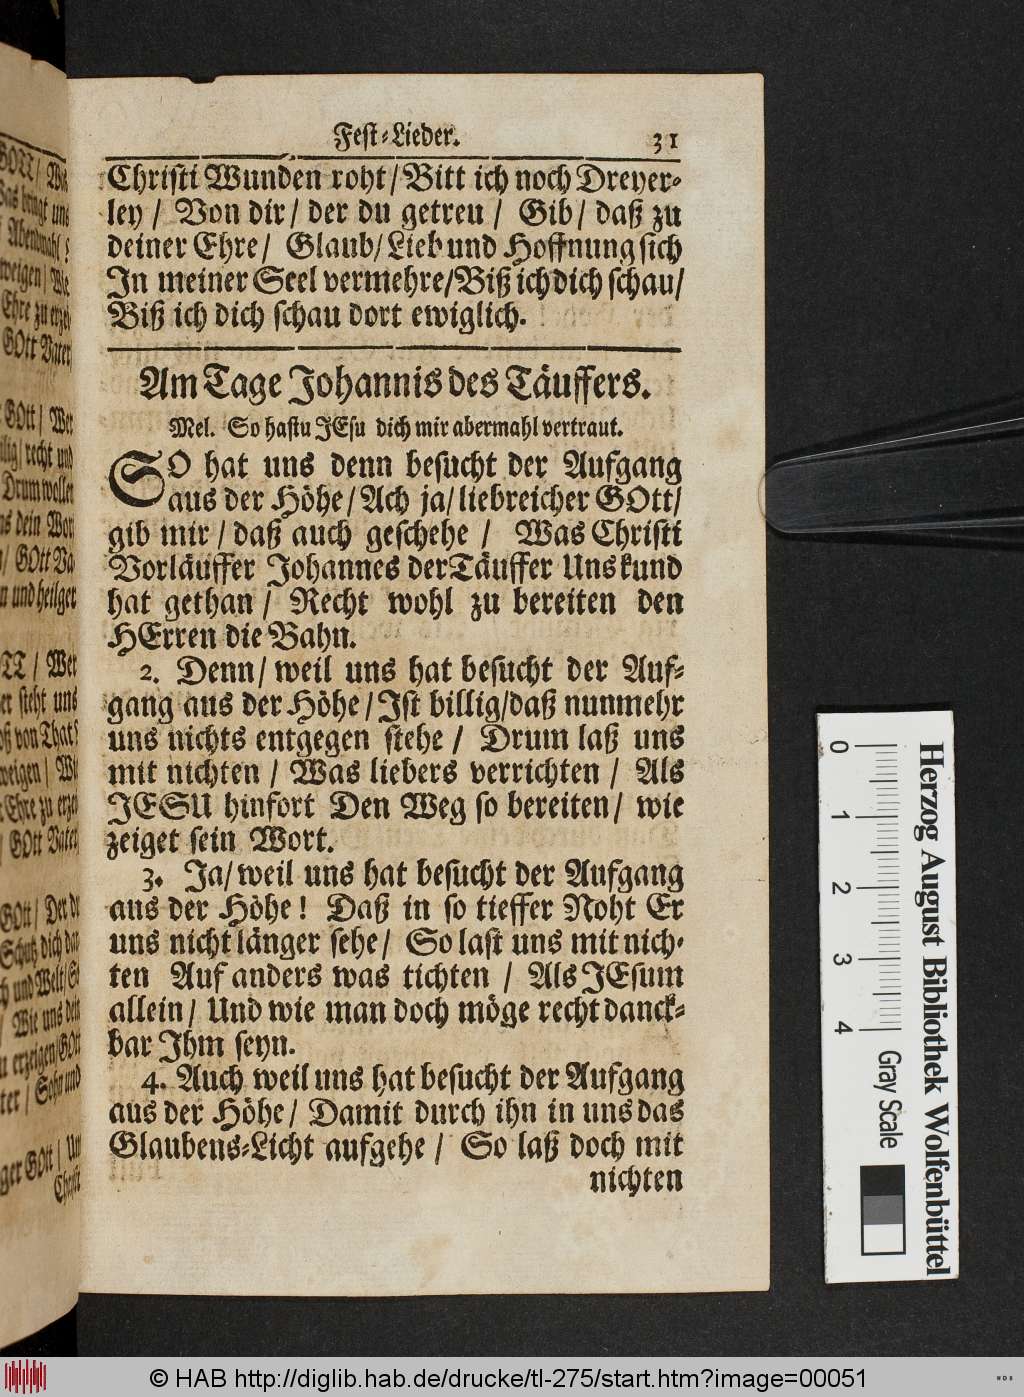 Fest-Lieder. 31
Christi Wunden roht/ Bitt ich noch Dreyer-
ley / Von dir/ der du getreu / Gib/ daß zu
deiner Ehre/ Glaub/ Lieb und Hoffnung sich
In meiner Seel vermehre/ Biß ich dich schau/
Biß ich dich schau dort ewiglich.
Am Tage Johannis des Täuffers.
Mel. So hastu JEsu dich mir abermahl vertraut.
SO hat uns denn besucht der Aufgang
aus der Höhe/ Ach ja/ liebreicher GOtt/
gib mir / daß auch geschehe / Was Christi
Vorläuffer Johannes der Täuffer Uns kund
hat gethan / Recht wohl zu bereiten den
HErren die Bahn.
2. Denn/ weil uns hat besucht der Auf-
gang aus der Höhe/ Ist billig/ daß nunmehr
uns nichts entgegen stehe / Drum laß uns
mit nichten / Was liebers verrichten / Als
JESU hinfort Den Weg so bereiten/ wie
zeiget sein Wort.
3. Ja/ weil uns hat besucht der Aufgang
aus der Höhe! Daß in so tieffer Noht Er
uns nicht länger sehe/ So last uns mit nich-
ten Auf anders was tichten / Als JEsum
allein/ Und wie man doch möge recht danck-
bar Ihm seyn.
4. Auch weil uns hat besucht der Aufgang
aus der Höhe/ Damit durch ihn in uns das
Glaubens-Licht aufgehe / So laß doch mit
nichten
0 1 2 3 4
Gray Scale
Herzog August Bibliothek Wolfenbüttel
© HAB http://diglib.hab.de/drucke/tl-275/start.htm?image=00051